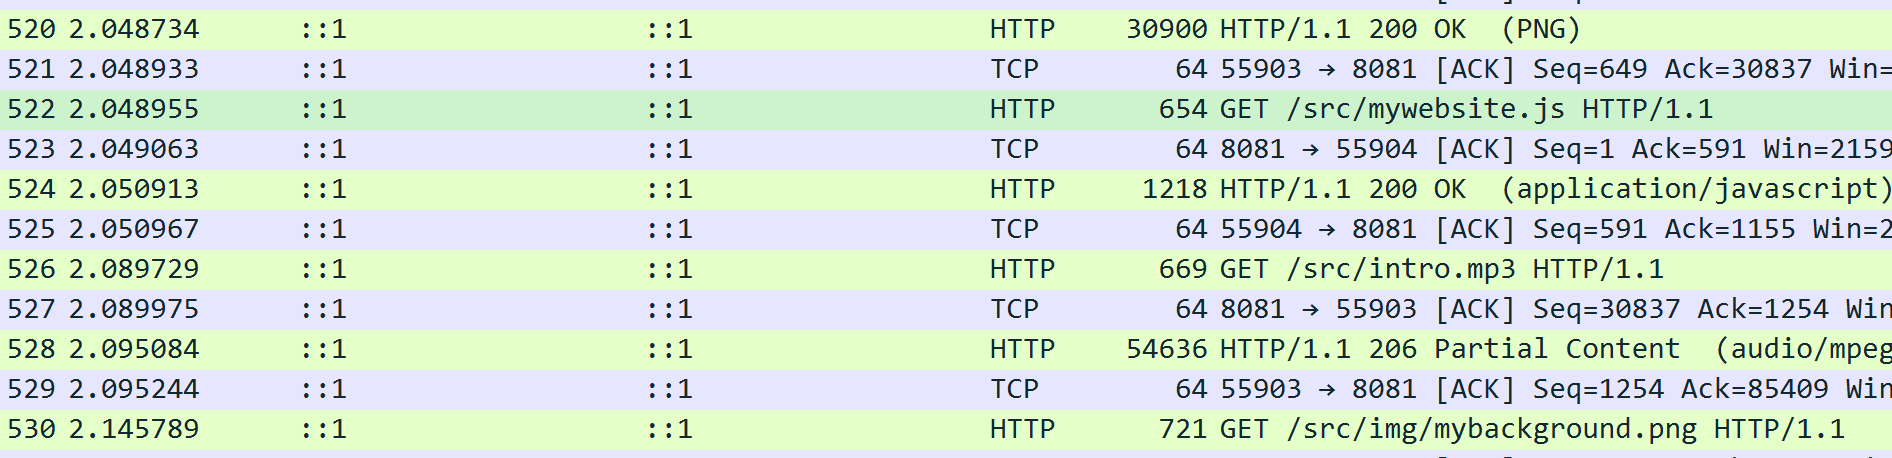 520 2.048734 ::1 ::1 HTTP 30900 HTTP/1.1 200 OK (PNG)
521 2.048933 ::1 ::1 TCP 64 55903 → 8081 [ACK] Seq=649 Ack=30837 Win=
522 2.048955 ::1 ::1 HTTP 654 GET /src/mywebsite.js HTTP/1.1
523 2.049063 ::1 ::1 TCP 64 8081 → 55904 [ACK] Seq=1 Ack=591 Win=2159
524 2.050913 ::1 ::1 HTTP 1218 HTTP/1.1 200 OK (application/javascript)
525 2.050967 ::1 ::1 TCP 64 55904 → 8081 [ACK] Seq=591 Ack=1155 Win=2
526 2.089729 ::1 ::1 HTTP 669 GET /src/intro.mp3 HTTP/1.1
527 2.089975 ::1 ::1 TCP 64 8081 → 55903 [ACK] Seq=30837 Ack=1254 Win
528 2.095084 ::1 ::1 HTTP 54636 HTTP/1.1 206 Partial Content (audio/mpeg
529 2.095244 ::1 ::1 TCP 64 55903 → 8081 [ACK] Seq=1254 Ack=85409 Win
530 2.145789 ::1 ::1 HTTP 721 GET /src/img/mybackground.png HTTP/1.1